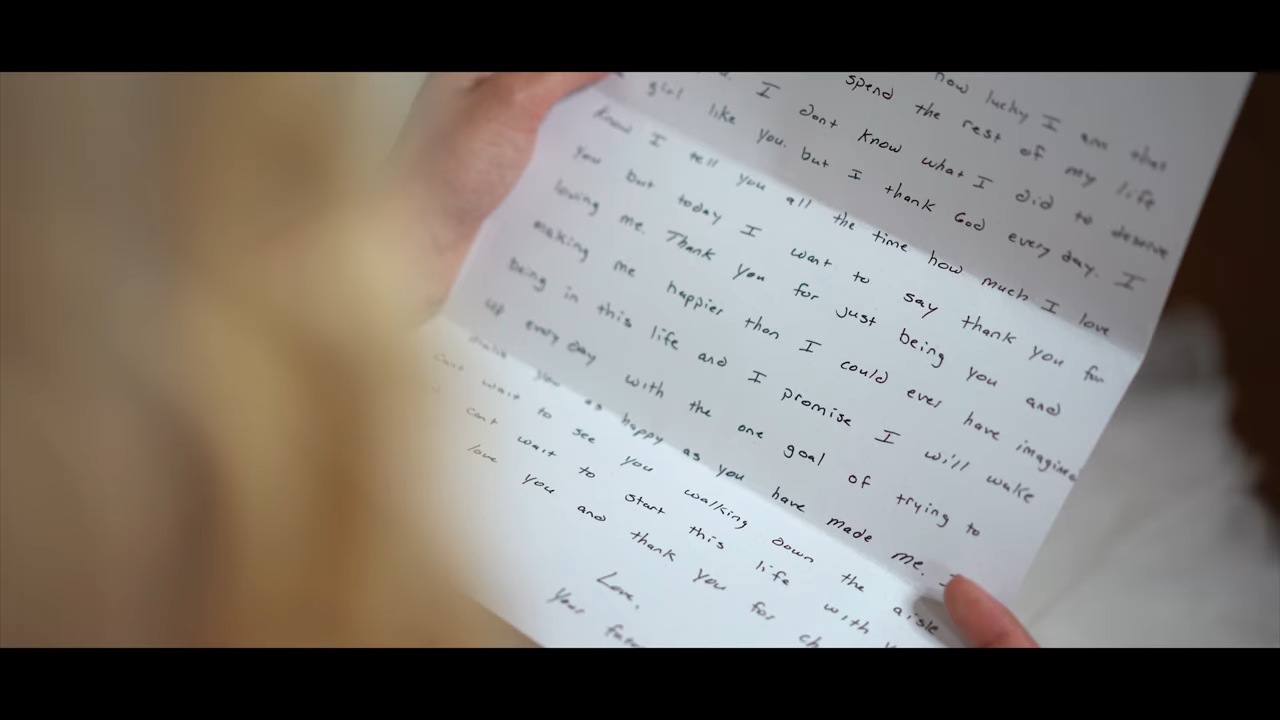 how lucky I am that
spend the rest of my life
I dont know what I did to deserve
girl like you. but I thank God every day. I
Know I tell you all the time how much I love
you but today I want to say thank you for
loving me. Thank you for just being you and
making me happier than I could ever have imagine
being in this life and I promise I will wake
up every day with the one goal of trying to
make you as happy as you have made me. I
Cant wait to see you walking down the aisle
cant wait to start this life with
love you and thank you for
Love,
your